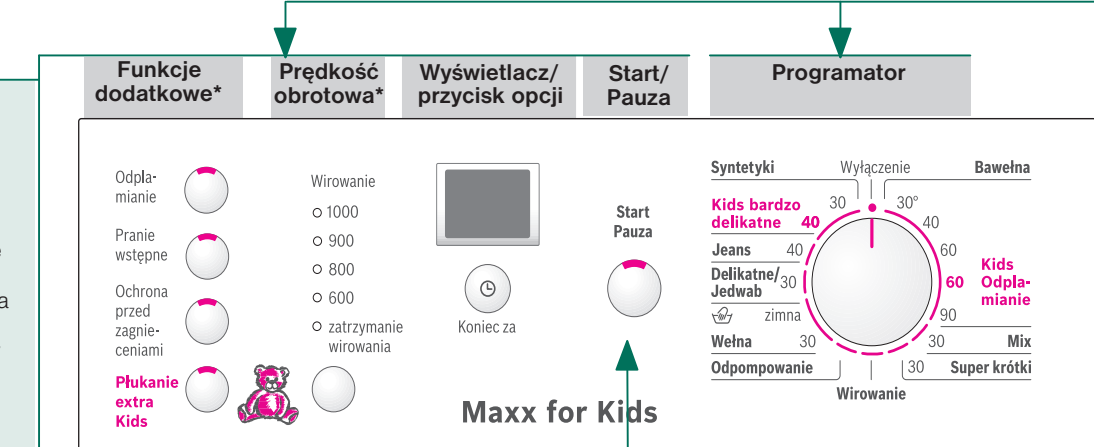 Funkcje
dodatkowe*
Prędkość
obrotowa*
Wyświetlacz/
przycisk opcji
Start/
Pauza
Programator
Odpla-
mianie
Pranie
wstępne
Ochrona
przed
zagnie-
ceniami
Płukanie
extra
Kids
Wirowanie
1000
900
800
600
zatrzymanie
wirowania
Koniec za
Start
Pauza
Maxx for Kids
Syntetyki
Wyłączenie
Bawełna
Kids bardzo
delikatne 40
30
30°
40
Jeans 40
60
Delikatne/
Jedwab 30
60 Kids
Odpla-
mianie
zimna
90
Wełna 30
30 Mix
Odpompowanie
30 Super krótki
Wirowanie
e
a